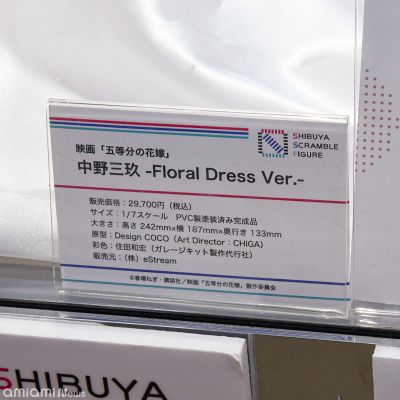 SHIBUYA
SCRAMBLE
FIGURE
映画「五等分の花嫁」
中野三玖 -Floral Dress Ver.-
販売価格：29,700円（税込）
サイズ：1/7スケール PVC製塗装済み完成品
大きさ：高さ 242mm×横 187mm×奥行き 133mm
原型：Design COCO（Art Director：CHIGA）
彩色：住田和宏（ガレージキット製作代行社）
販売元：（株）eStream
©春場ねぎ・講談社／映画「五等分の花嫁」製作委員会
SHIBUYA
amiami News